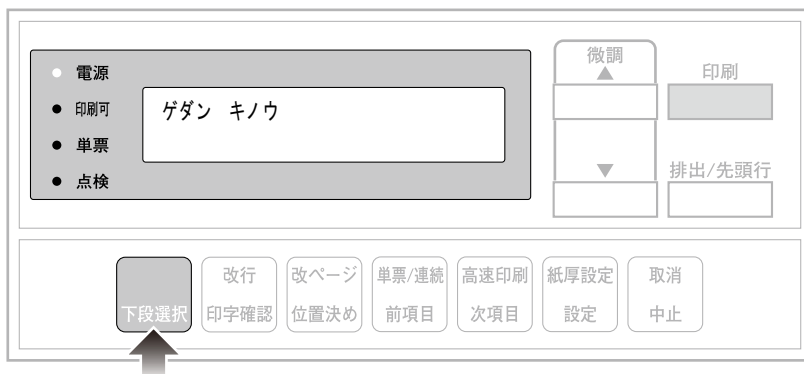 電源
印刷可
単票
点検
ゲダン キノウ
微調
▲
▼
印刷
排出/先頭行
下段選択
改行
印字確認
改ページ
位置決め
単票/連続
前項目
高速印刷
次項目
紙厚設定
設定
取消
中止